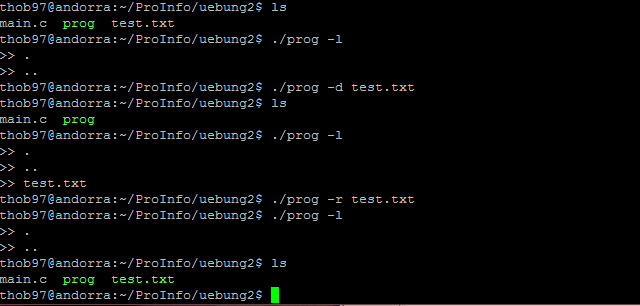 thob97@andorra:~/ProInfo/uebung2$ ls
main.c  prog  test.txt
thob97@andorra:~/ProInfo/uebung2$ ./prog -l
>> .
>> ..
thob97@andorra:~/ProInfo/uebung2$ ./prog -d test.txt
thob97@andorra:~/ProInfo/uebung2$ ls
main.c  prog
thob97@andorra:~/ProInfo/uebung2$ ./prog -l
>> .
>> ..
>> test.txt
thob97@andorra:~/ProInfo/uebung2$ ./prog -r test.txt
thob97@andorra:~/ProInfo/uebung2$ ./prog -l
>> .
>> ..
thob97@andorra:~/ProInfo/uebung2$ ls
main.c  prog  test.txt
thob97@andorra:~/ProInfo/uebung2$